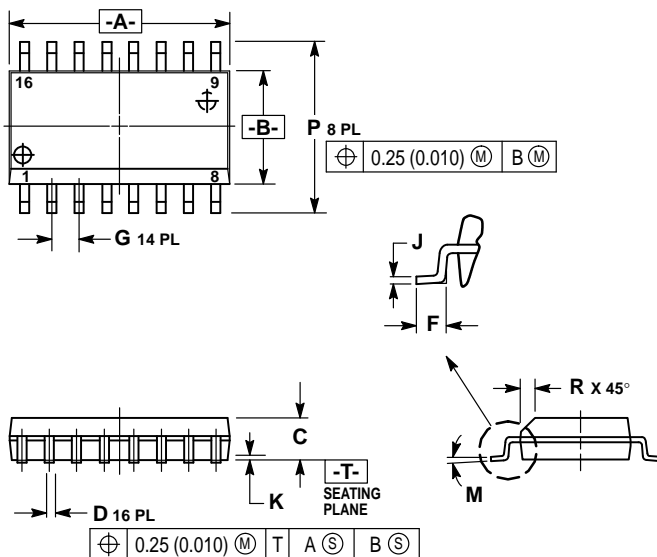 -A-
16 9
-B-
P 8 PL
⌖ 0.25 (0.010) Ⓜ B Ⓜ
1 8
G 14 PL
J
F
R X 45°
C
-T-
SEATING
PLANE
K
M
D 16 PL
⌖ 0.25 (0.010) Ⓜ T A Ⓢ B Ⓢ